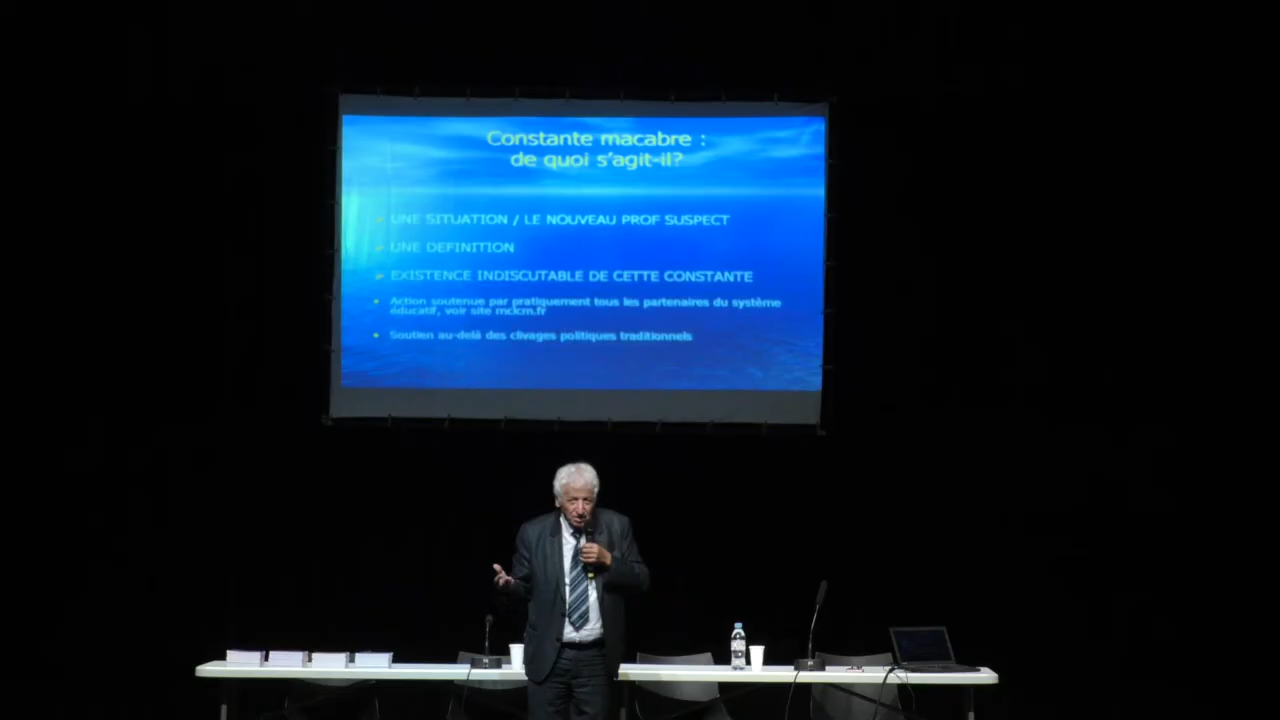 Constante macabre :
de quoi s'agit-il?
UNE SITUATION / LE NOUVEAU PROF SUSPECT
UNE DEFINITION
EXISTENCE INDISCUTABLE DE CETTE CONSTANTE
Action soutenue par pratiquement tous les partenaires du système
éducatif, voir site mclcm.fr
Soutien au-delà des clivages politiques traditionnels